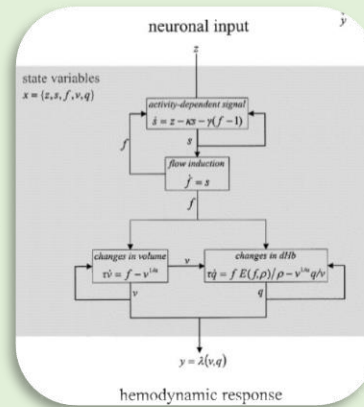 ẏ
neuronal input
z
state variables
x = {z,s,f,v,q}
activity-dependent signal
ṡ = z − κs − γ(f −1)
f
s
flow induction
ḟ = s
f
changes in volume
τv̇ = f − v^{1/α}
v
changes in dHb
τq̇ = f E(f,ρ)/ρ − v^{1/α} q/v
v
q
y = λ(v,q)
hemodynamic response